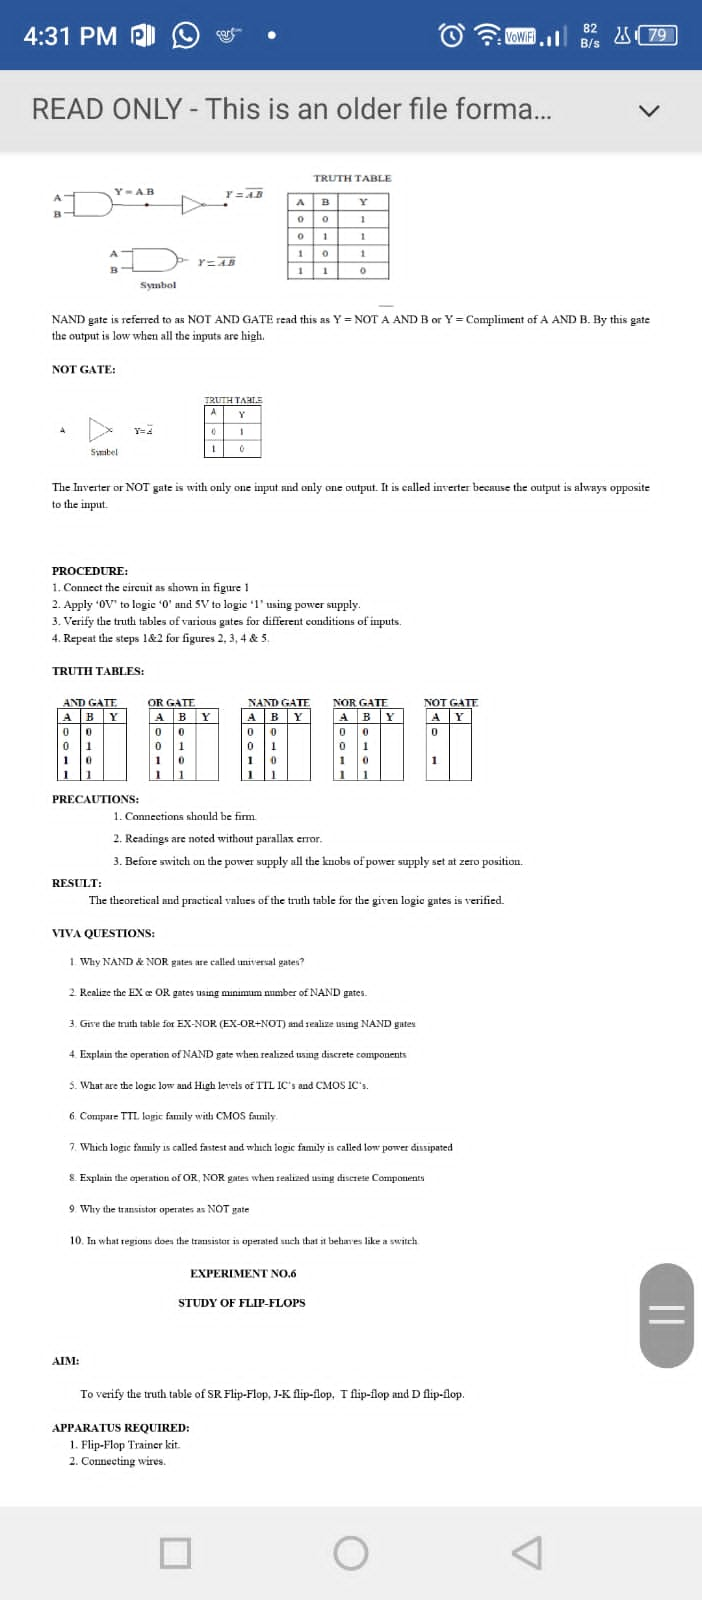 4:31 PM
VoWiFi
82 B/s
79
READ ONLY - This is an older file forma...
TRUTH TABLE
A
B
Y = A.B
Y = A.B
A B Y
0 0 1
0 1 1
1 0 1
1 1 0
A
B
Y = A.B
Symbol
NAND gate is referred to as NOT AND GATE read this as Y = NOT A AND B or Y = Compliment of A AND B. By this gate
the output is low when all the inputs are high.
NOT GATE:
TRUTH TABLE
A Y
0 1
1 0
A
Y=A
Symbol
The Inverter or NOT gate is with only one input and only one output. It is called inverter because the output is always opposite
to the input.
PROCEDURE:
1. Connect the circuit as shown in figure 1
2. Apply ‘0V’ to logic ‘0’ and 5V to logic ‘1’ using power supply.
3. Verify the truth tables of various gates for different conditions of inputs.
4. Repeat the steps 1&2 for figures 2, 3, 4 & 5.
TRUTH TABLES:
AND GATE OR GATE NAND GATE NOR GATE NOT GATE
A B Y A B Y A B Y A B Y A Y
0 0 0 0 0 0 0 0 0
0 1 0 1 0 1 0 1
1 0 1 0 1 0 1 0 1
1 1 1 1 1 1 1 1
PRECAUTIONS:
1. Connections should be firm.
2. Readings are noted without parallax error.
3. Before switch on the power supply all the knobs of power supply set at zero position.
RESULT:
The theoretical and practical values of the truth table for the given logic gates is verified.
VIVA QUESTIONS:
1. Why NAND & NOR gates are called universal gates?
2. Realize the EX œ OR gates using minimum number of NAND gates.
3. Give the truth table for EX-NOR (EX-OR+NOT) and realize using NAND gates
4. Explain the operation of NAND gate when realized using discrete components
5. What are the logic low and High levels of TTL IC's and CMOS IC's.
6. Compare TTL logic family with CMOS family.
7. Which logic family is called fastest and which logic family is called low power dissipated
8. Explain the operation of OR, NOR gates when realized using discrete Components
9. Why the transistor operates as NOT gate
10. In what regions does the transistor is operated such that it behaves like a switch.
EXPERIMENT NO.6
STUDY OF FLIP-FLOPS
AIM:
To verify the truth table of SR Flip-Flop, J-K flip-flop, T flip-flop and D flip-flop.
APPARATUS REQUIRED:
1. Flip-Flop Trainer kit.
2. Connecting wires.